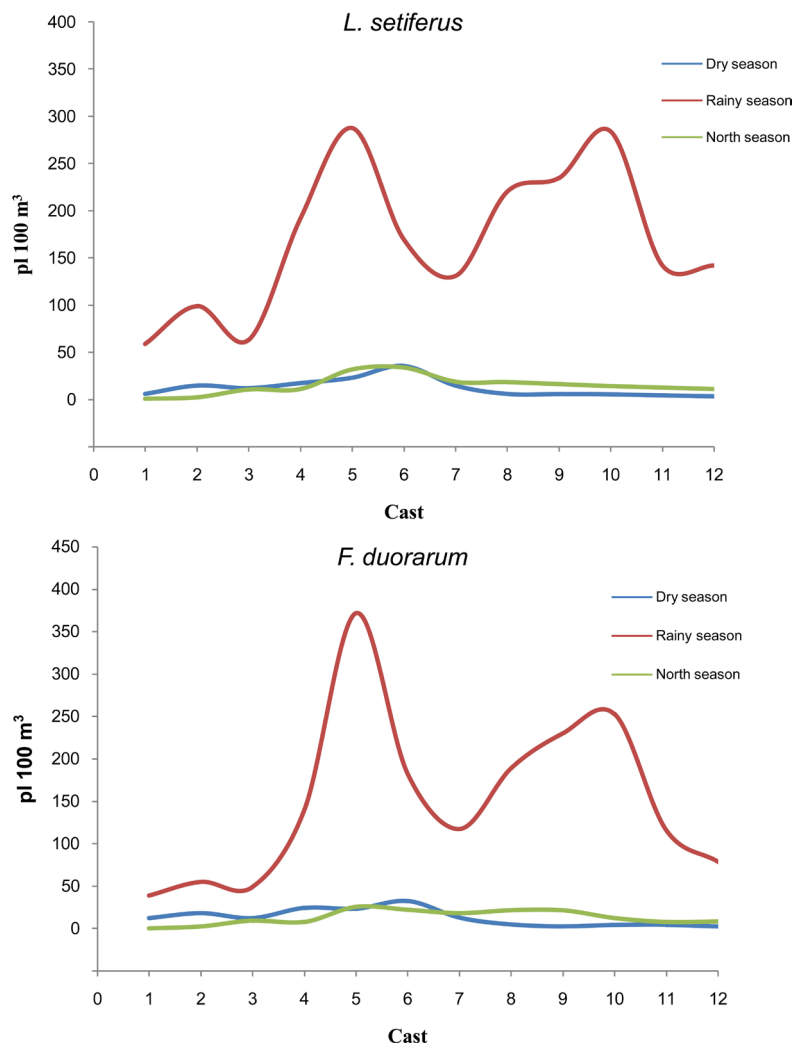 L. setiferus
400
350
300
250
200
150
100
50
0
pl 100 m³
Dry season
Rainy season
North season
0 1 2 3 4 5 6 7 8 9 10 11 12
Cast
F. duorarum
450
400
350
300
250
200
150
100
50
0
pl 100 m³
Dry season
Rainy season
North season
0 1 2 3 4 5 6 7 8 9 10 11 12
Cast